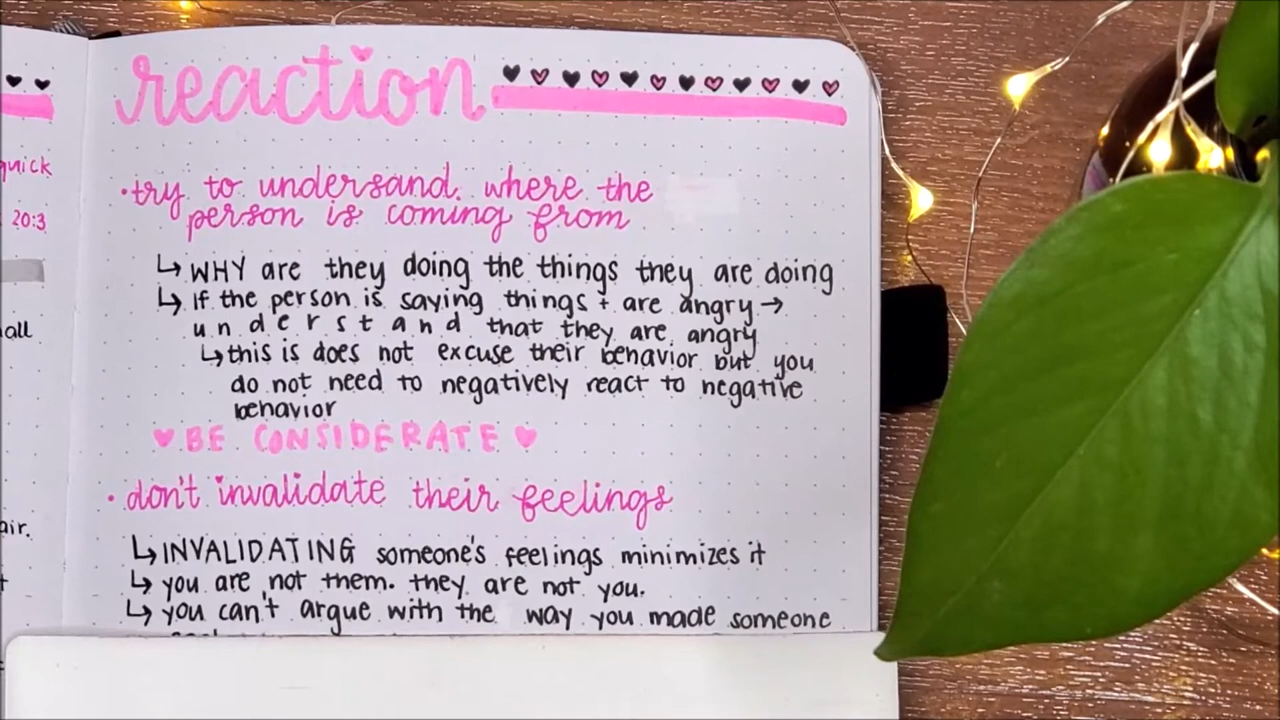 quick
20:3
all
air.
reaction
• try to undersand. where the
person is coming from
↳ WHY are they doing the things they are doing
↳ if the person is saying things + are angry →
understand that they are angry
↳ this is does not excuse their behavior but you
do not need to negatively react to negative
behavior
♥ BE CONSIDERATE ♥
• don't invalidate their feelings
↳ INVALIDATING someone's feelings minimizes it
↳ you are not them. they are not you.
↳ you can't argue with the way you made someone